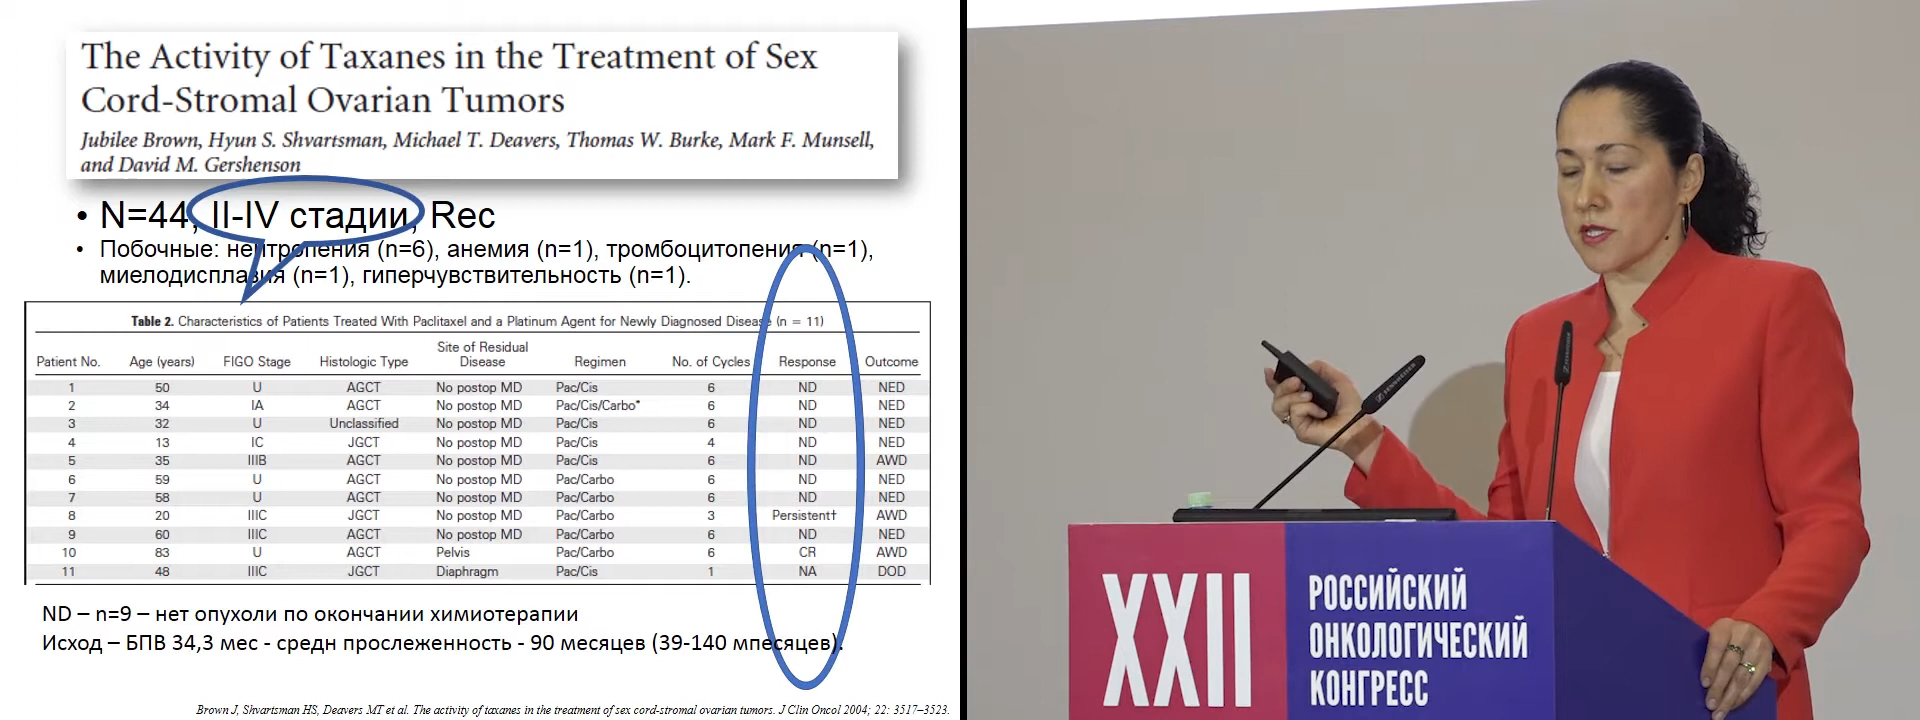 The Activity of Taxanes in the Treatment of Sex
Cord-Stromal Ovarian Tumors
Jubilee Brown, Hyun S. Shvartsman, Michael T. Deavers, Thomas W. Burke, Mark F. Munsell,
and David M. Gershenson
• N=44, II-IV стадии, Rec
• Побочные: нейтропения (n=6), анемия (n=1), тромбоцитопения (n=1),
миелодисплазия (n=1), гиперчувствительность (n=1).
Table 2. Characteristics of Patients Treated With Paclitaxel and a Platinum Agent for Newly Diagnosed Disease (n = 11)
Patient No. Age (years) FIGO Stage Histologic Type Site of Residual Disease Regimen No. of Cycles Response Outcome
1 50 U AGCT No postop MD Pac/Cis 6 ND NED
2 34 IA AGCT No postop MD Pac/Cis/Carbo* 6 ND NED
3 32 U Unclassified No postop MD Pac/Cis 6 ND NED
4 13 IC JGCT No postop MD Pac/Cis 4 ND NED
5 35 IIIB AGCT No postop MD Pac/Cis 6 ND AWD
6 59 U AGCT No postop MD Pac/Carbo 6 ND NED
7 58 U AGCT No postop MD Pac/Carbo 6 ND NED
8 20 IIIC JGCT No postop MD Pac/Carbo 3 Persistent† AWD
9 60 IIIC AGCT No postop MD Pac/Carbo 6 ND NED
10 83 U AGCT Pelvis Pac/Carbo 6 CR AWD
11 48 IIIC JGCT Diaphragm Pac/Cis 1 NA DOD
ND – n=9 – нет опухоли по окончании химиотерапии
Исход – БПВ 34,3 мес - средн прослеженность - 90 месяцев (39-140 мпесяцев).
Brown J, Shvartsman HS, Deavers MT et al. The activity of taxanes in the treatment of sex cord-stromal ovarian tumors. J Clin Oncol 2004; 22: 3517–3523.
SENNHEISER
XXII
РОССИЙСКИЙ
ОНКОЛОГИЧЕСКИЙ
КОНГРЕСС